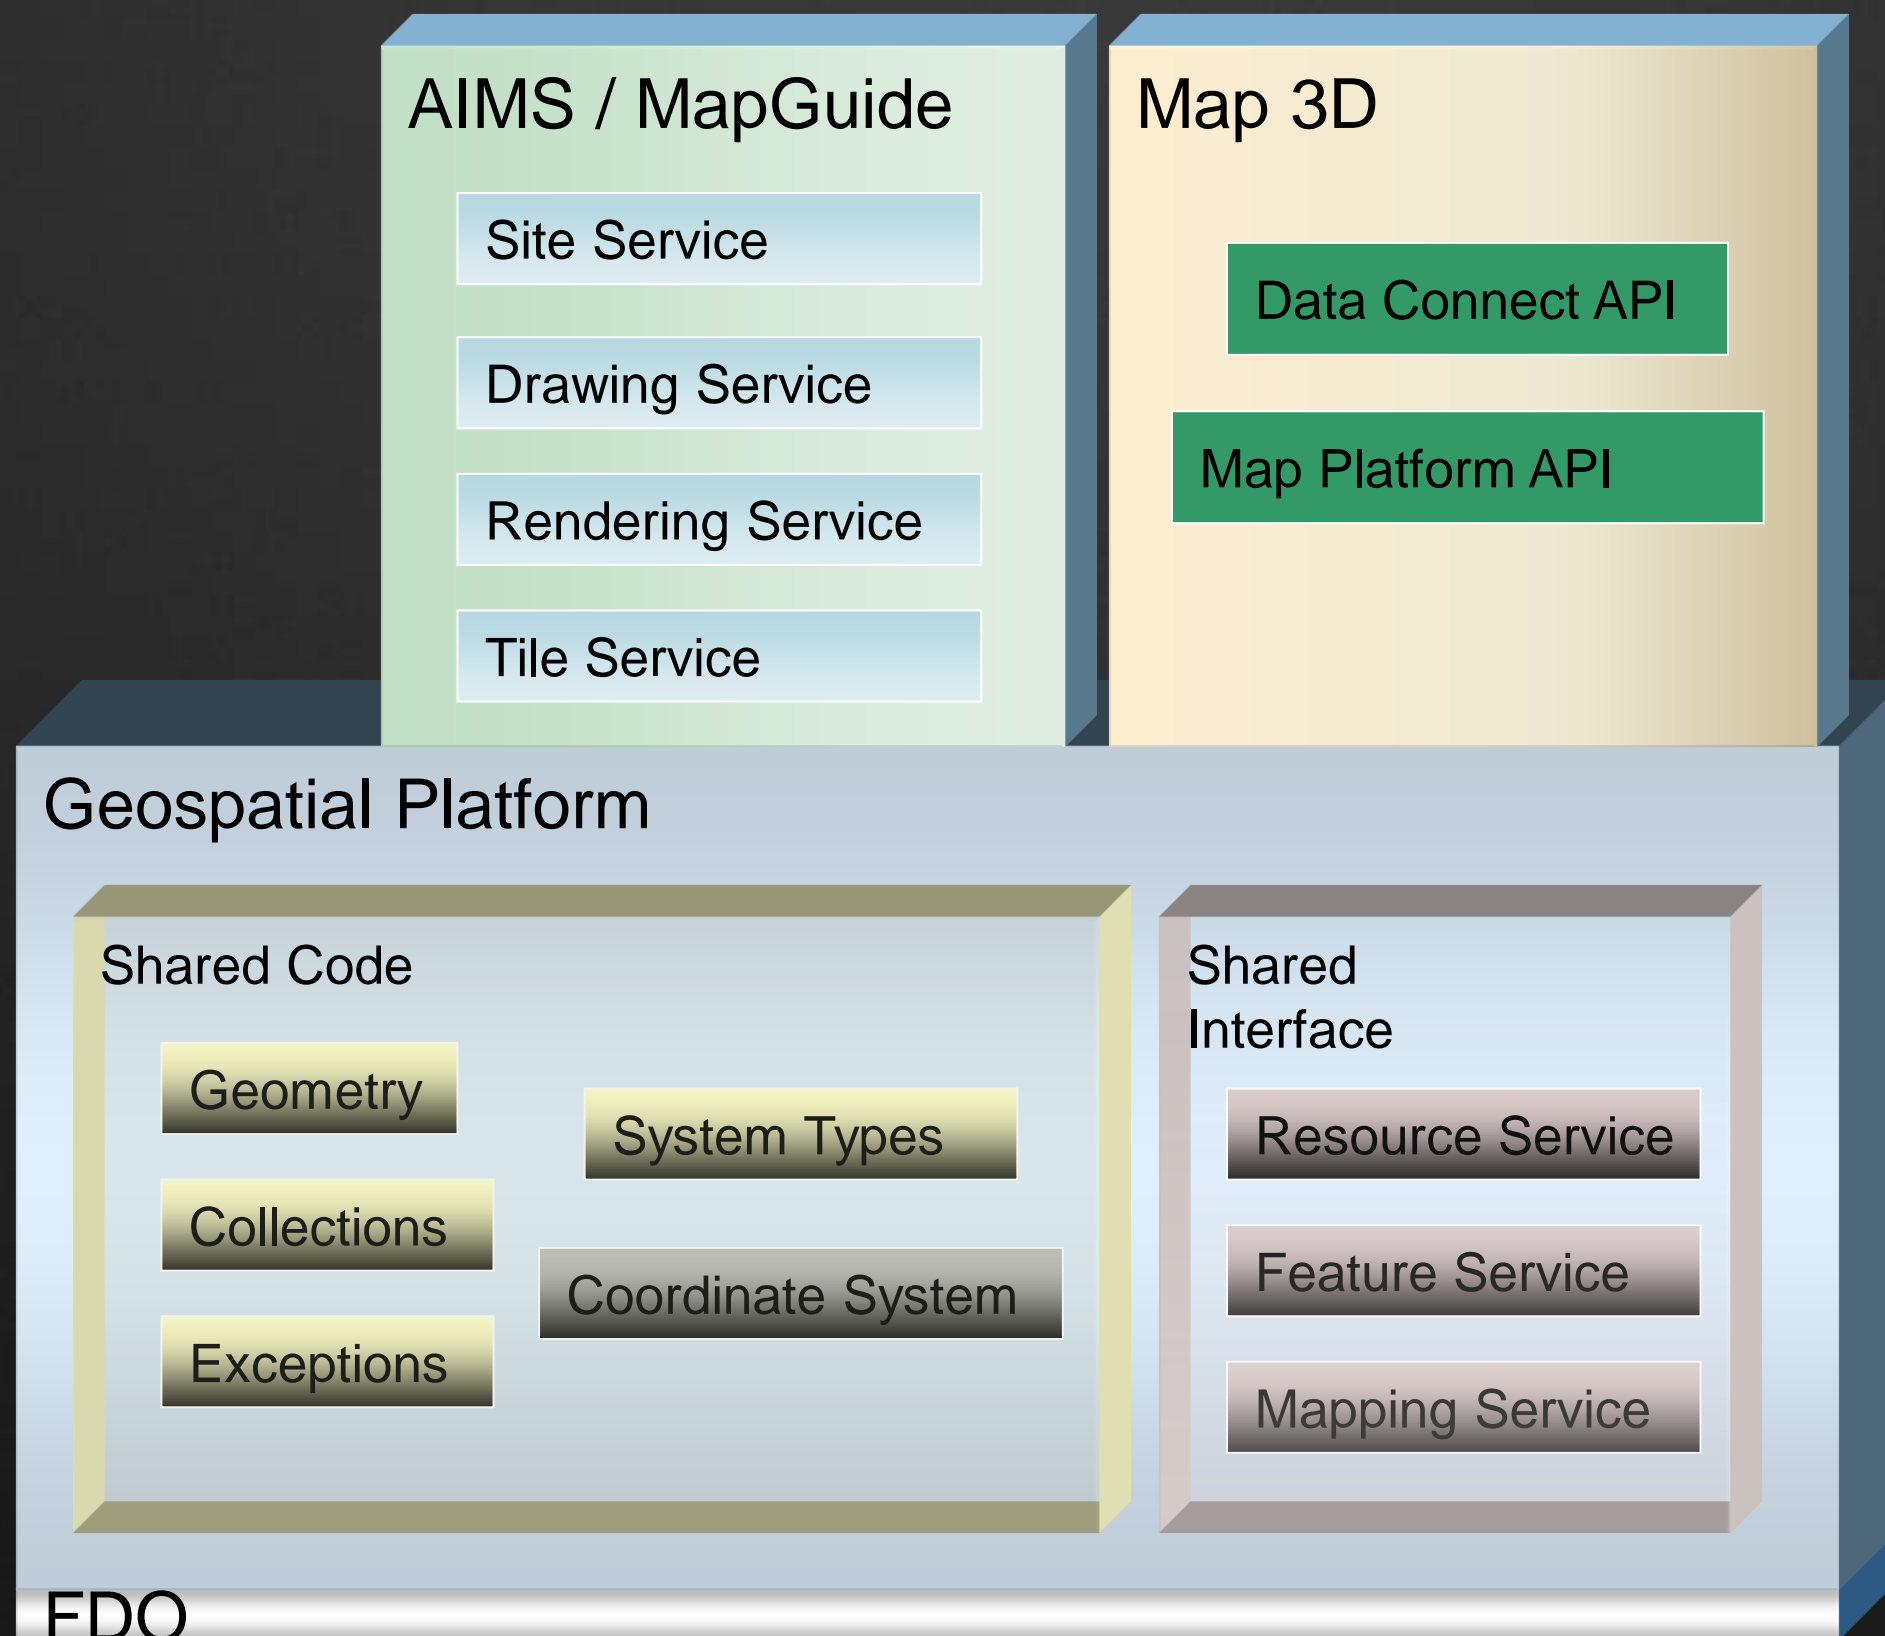 AIMS / MapGuide
Site Service
Drawing Service
Rendering Service
Tile Service
Map 3D
Data Connect API
Map Platform API
Geospatial Platform
Shared Code
Geometry
Collections
Exceptions
System Types
Coordinate System
Shared
Interface
Resource Service
Feature Service
Mapping Service
FDO